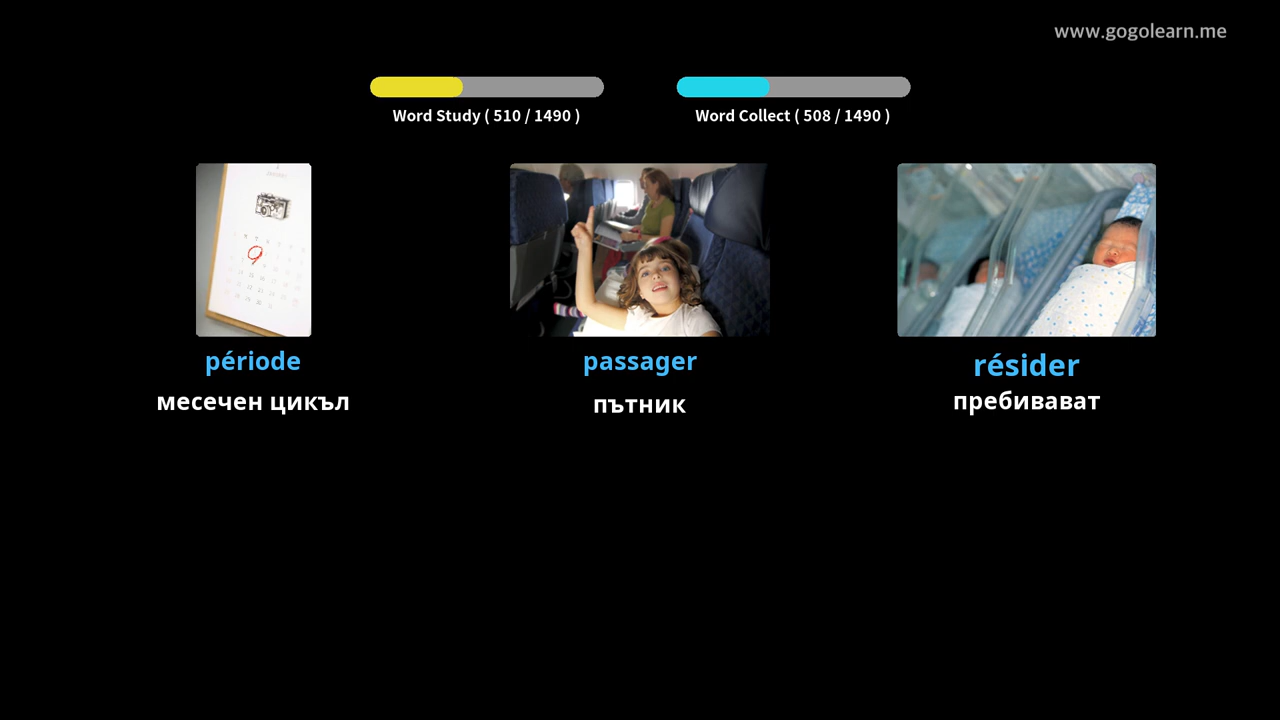 www.gogolearn.me
Word Study ( 510 / 1490 )
Word Collect ( 508 / 1490 )
période
passager
résider
месечен цикъл
пътник
пребивават